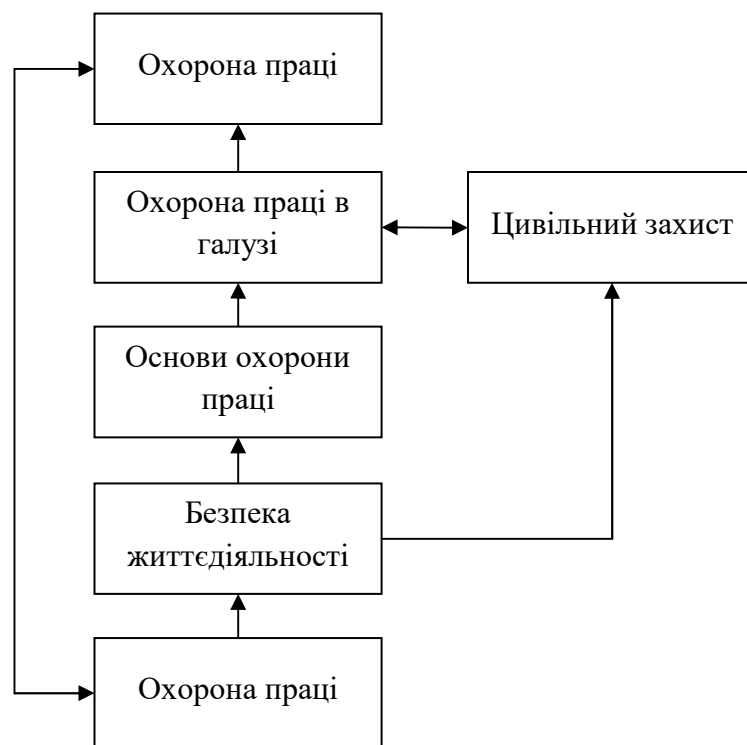 Охорона праці
Охорона праці в
галузі
Цивільний захист
Основи охорони
праці
Безпека
життєдіяльності
Охорона праці